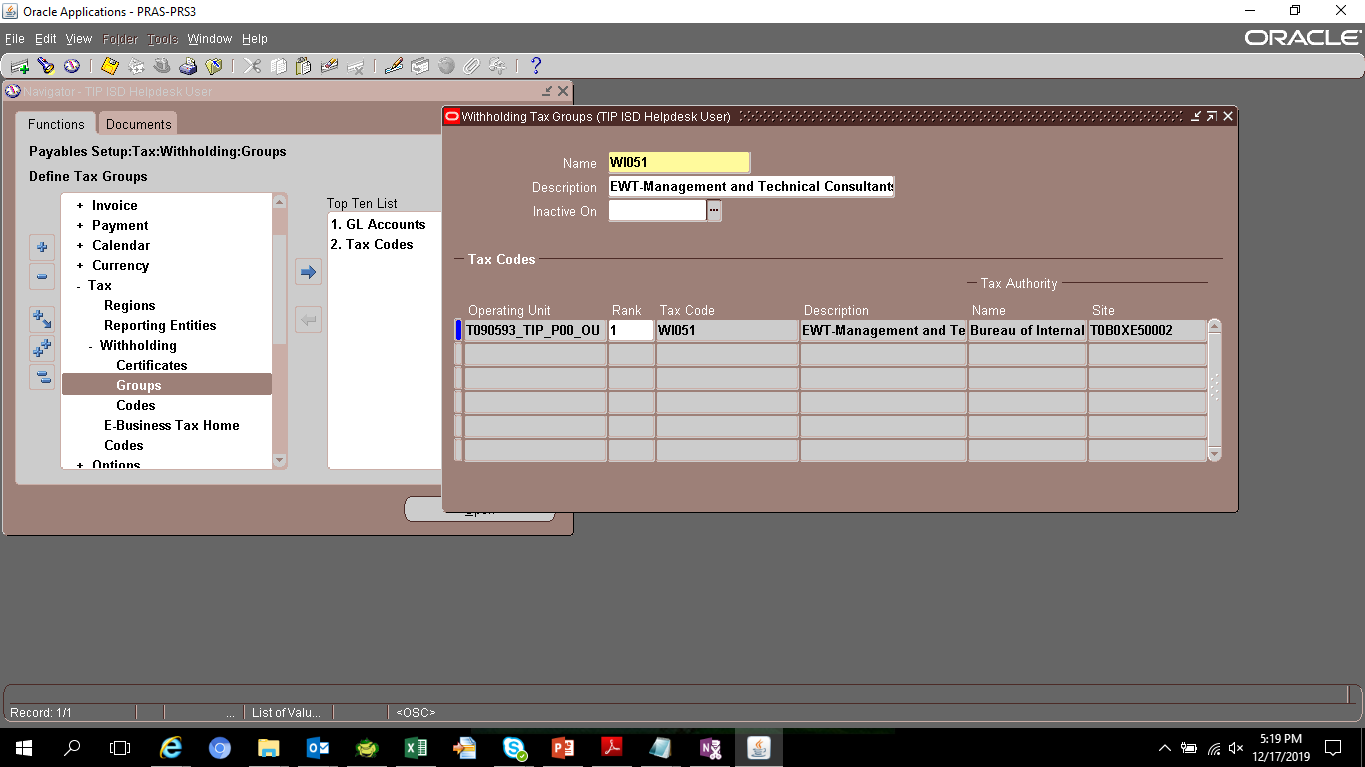 Oracle Applications - PRAS-PRS3
File Edit View Folder Tools Window Help
ORACLE
Navigator - TIP ISD Helpdesk User
Functions Documents
Payables Setup:Tax:Withholding:Groups
Define Tax Groups
+ Invoice
+ Payment
+ Calendar
+ Currency
- Tax
Regions
Reporting Entities
- Withholding
Certificates
Groups
Codes
E-Business Tax Home
Codes
+ Options
Top Ten List
1. GL Accounts
2. Tax Codes
Withholding Tax Groups (TIP ISD Helpdesk User)
Name WI051
Description EWT-Management and Technical Consultants
Inactive On
Tax Codes
Tax Authority
Operating Unit Rank Tax Code Description Name Site
T090593_TIP_P00_OU 1 WI051 EWT-Management and Te Bureau of Internal T0B0XE50002
Record: 1/1 ... List of Valu... <OSC>
5:19 PM
12/17/2019